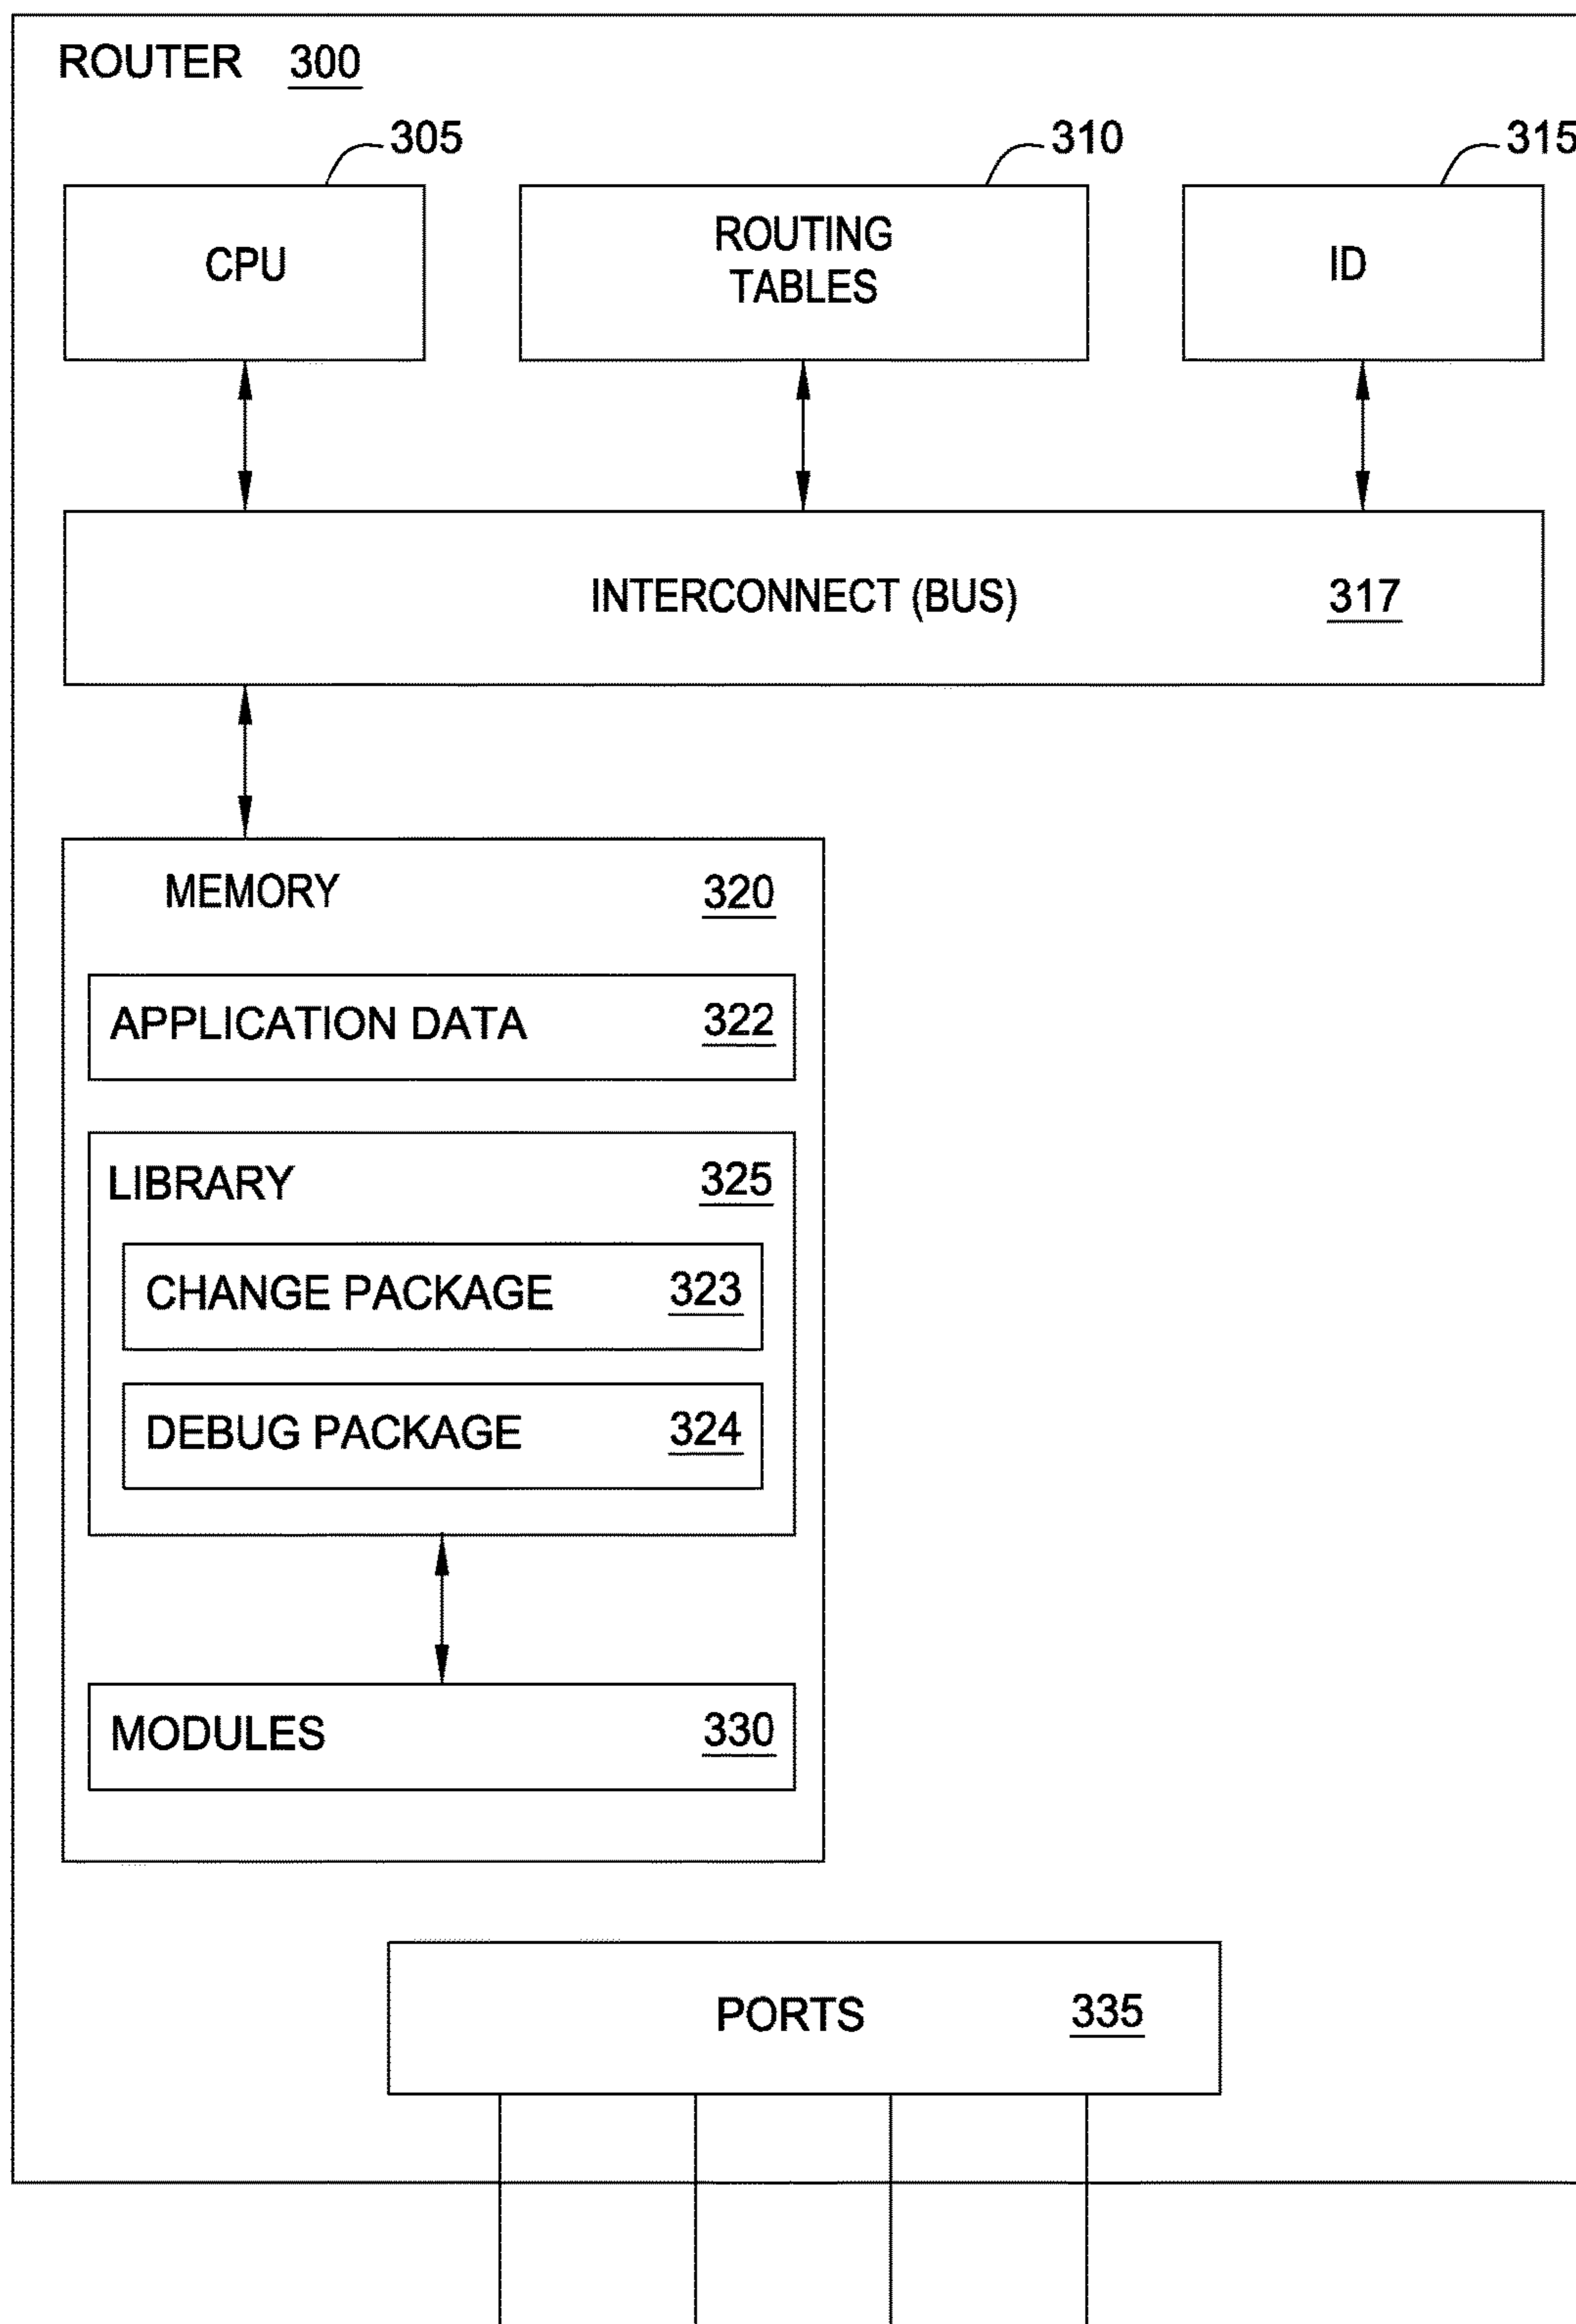 ROUTER 300
305
310
315
CPU
ROUTING
TABLES
ID
INTERCONNECT (BUS) 317
MEMORY 320
APPLICATION DATA 322
LIBRARY 325
CHANGE PACKAGE 323
DEBUG PACKAGE 324
MODULES 330
PORTS 335